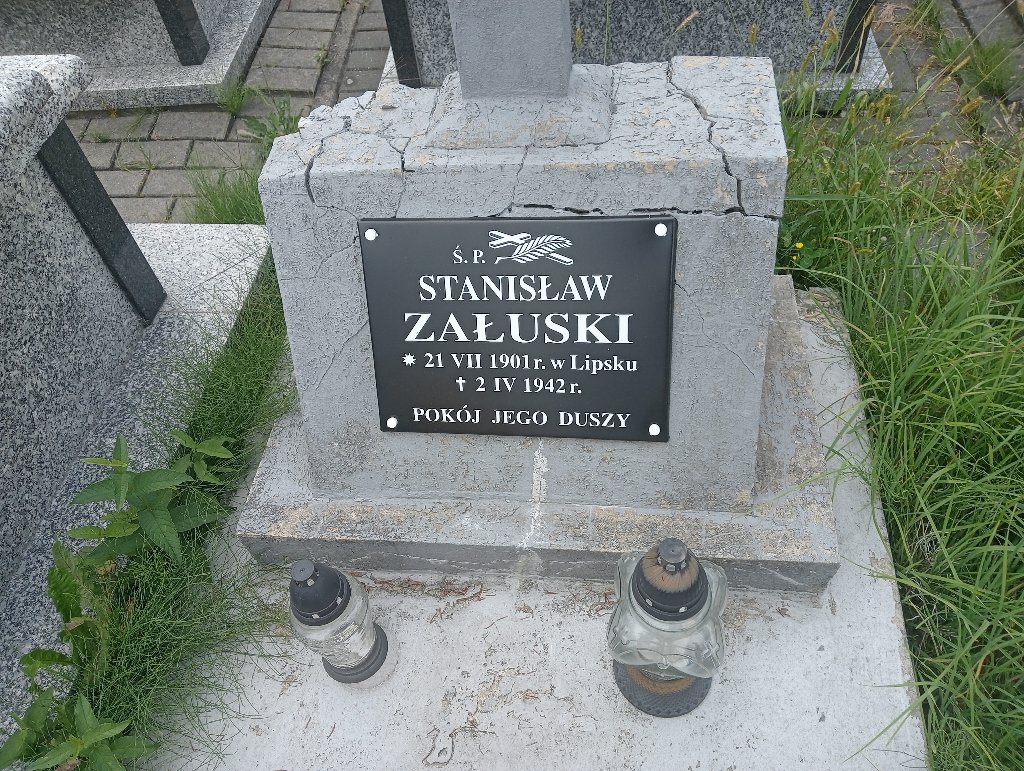 Ś. P.
STANISŁAW
ZAŁUSKI
✷ 21 VII 1901 r. w Lipsku
✝ 2 IV 1942 r.
POKÓJ JEGO DUSZY